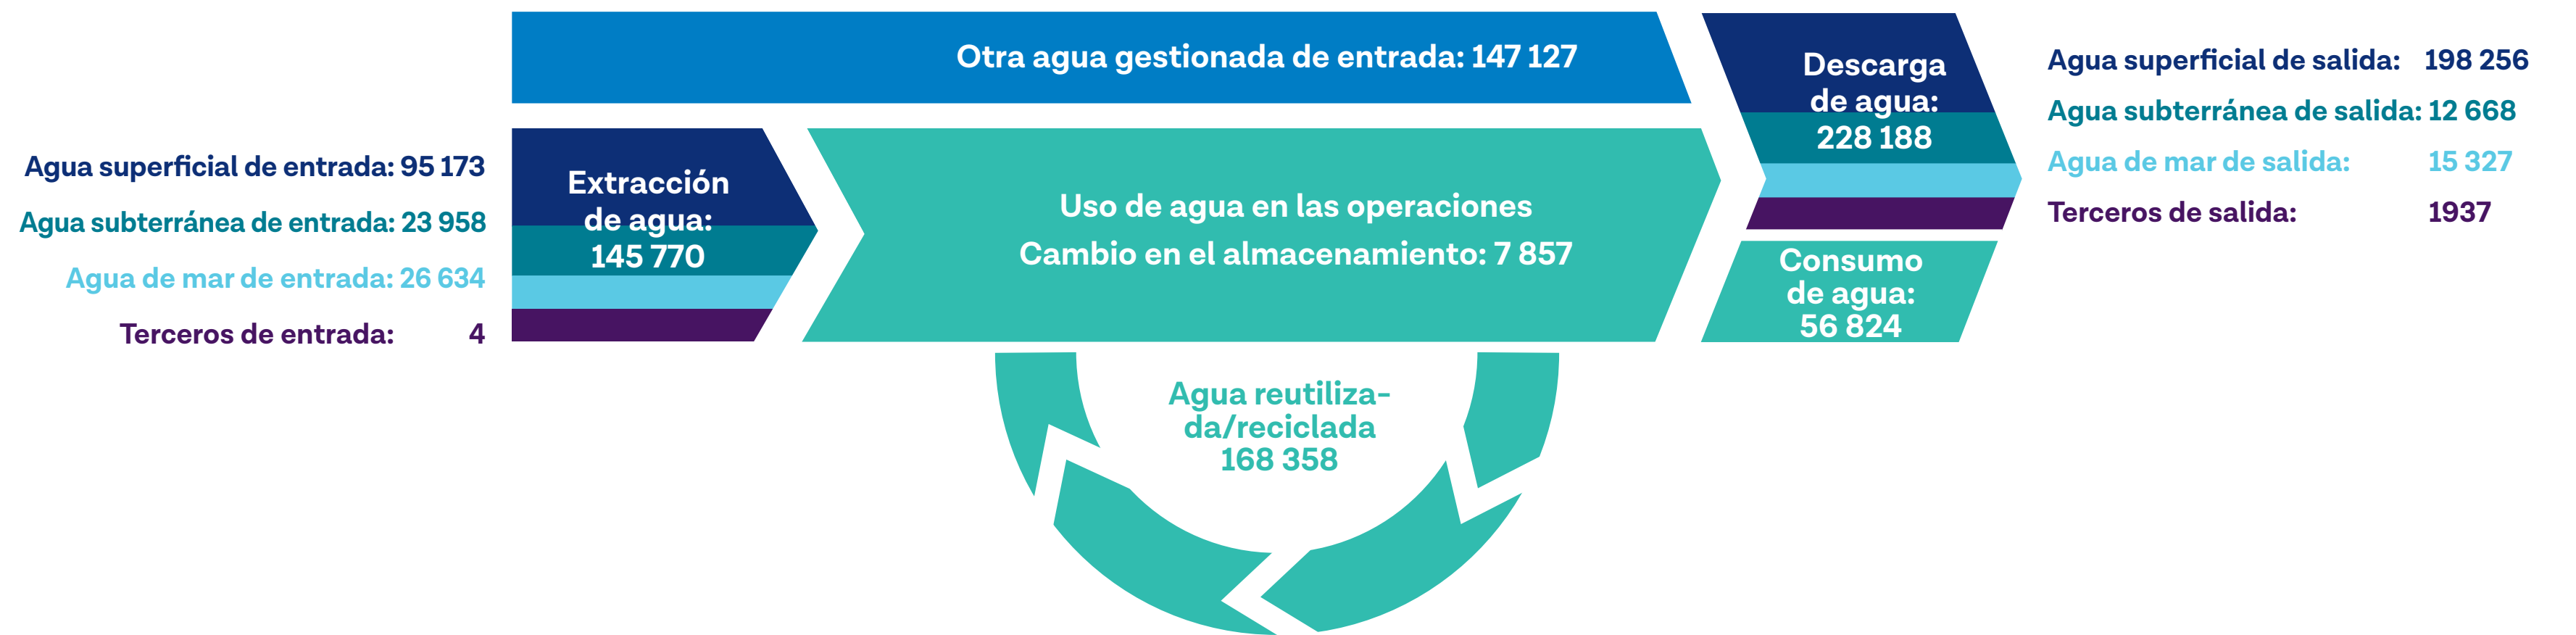 Otra agua gestionada de entrada: 147 127
Agua superficial de entrada: 95 173
Agua subterránea de entrada: 23 958
Agua de mar de entrada: 26 634
Terceros de entrada: 4
Extracción
de agua:
145 770
Uso de agua en las operaciones
Cambio en el almacenamiento: 7 857
Agua reutiliza-
da/reciclada
168 358
Descarga
de agua:
228 188
Consumo
de agua:
56 824
Agua superficial de salida: 198 256
Agua subterránea de salida: 12 668
Agua de mar de salida: 15 327
Terceros de salida: 1937